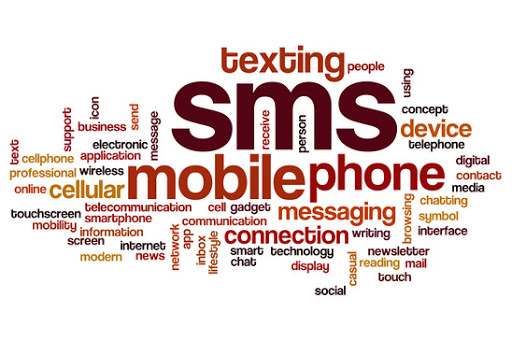 texting
people
sms
using
concept
device
telephone
icon
send
support
business
message
electronic
receive
person
text
cellphone
application
professional
wireless
online
cellular
mobile
phone
digital
contact
media
touchscreen
telecommunication
cell
gadget
messaging
browsing
chatting
symbol
mobility
smartphone
communication
interface
screen
information
connection
writing
internet
network
app
inbox
lifestyle
smart
technology
newsletter
modern
news
chat
display
casual
reading
mail
touch
social